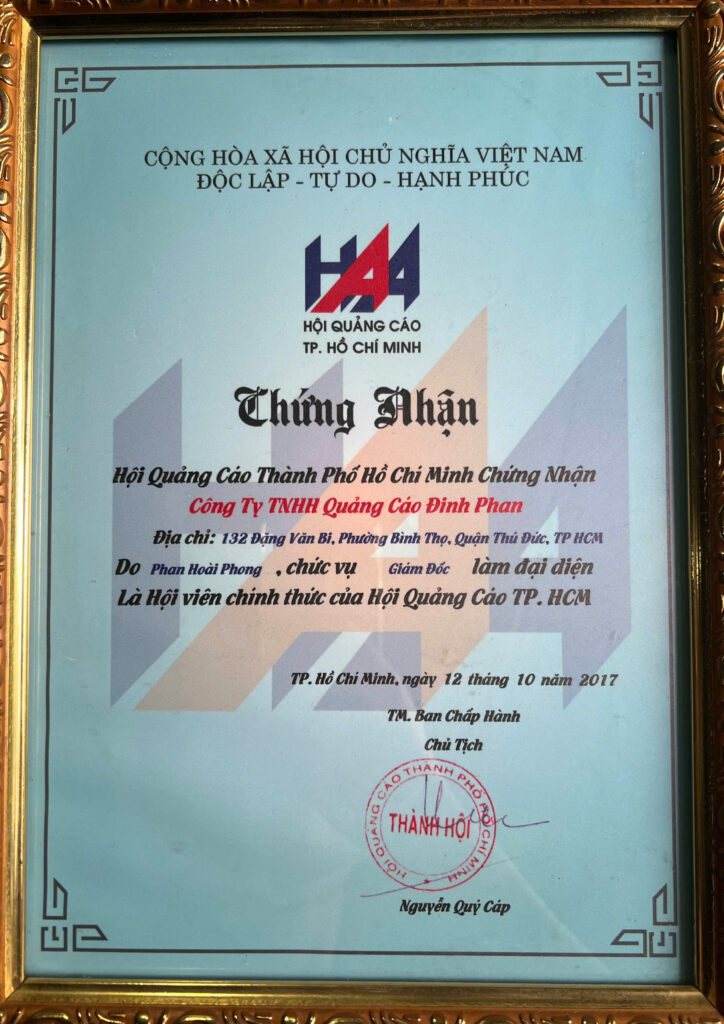 CỘNG HÒA XÃ HỘI CHỦ NGHĨA VIỆT NAM
ĐỘC LẬP - TỰ DO - HẠNH PHÚC
HAA
HỘI QUẢNG CÁO
TP. HỒ CHÍ MINH
Chứng Nhận
Hội Quảng Cáo Thành Phố Hồ Chí Minh Chứng Nhận
Công Ty TNHH Quảng Cáo Đinh Phan
Địa chỉ: 132 Đặng Văn Bi, Phường Bình Thọ, Quận Thủ Đức, TP HCM
Do Phan Hoài Phong , chức vụ Giám Đốc làm đại diện
Là Hội viên chính thức của Hội Quảng Cáo TP. HCM
TP. Hồ Chí Minh, ngày 12 tháng 10 năm 2017
TM. Ban Chấp Hành
Chủ Tịch
HỘI QUẢNG CÁO THÀNH PHỐ HỒ CHÍ MINH
THÀNH HỘI
Nguyễn Quý Cáp